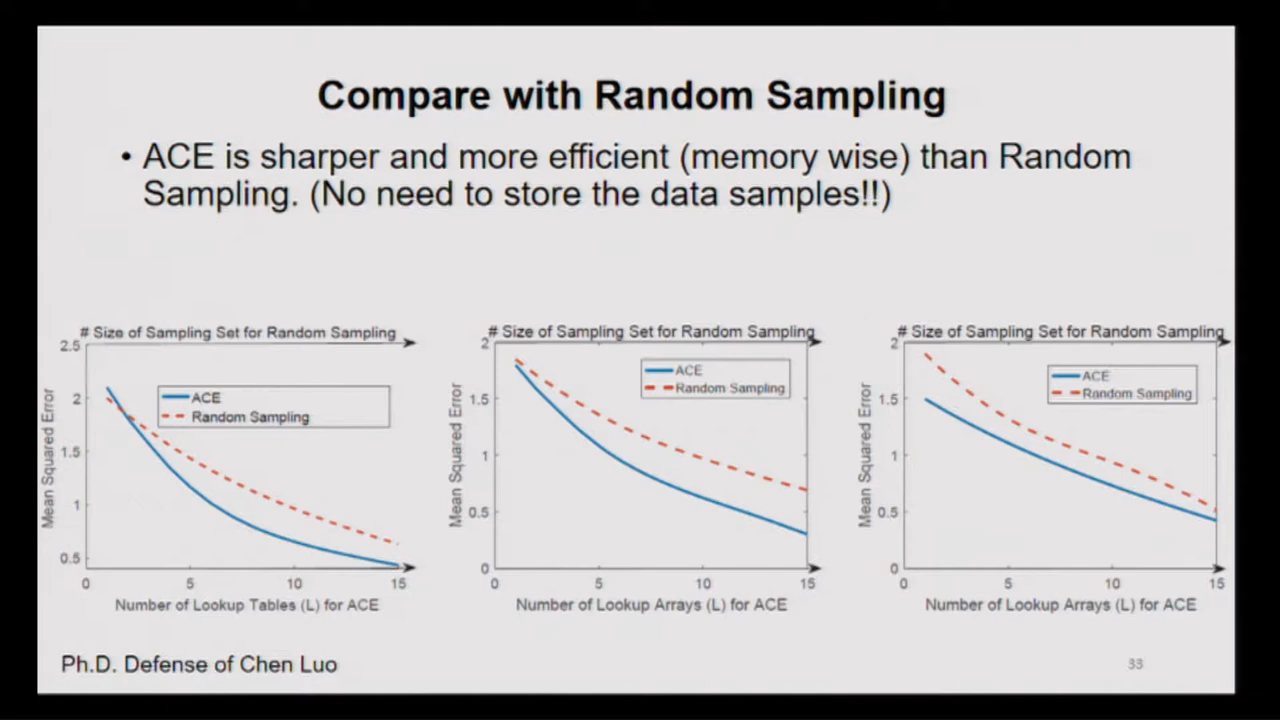 Compare with Random Sampling
• ACE is sharper and more efficient (memory wise) than Random
Sampling. (No need to store the data samples!!)
# Size of Sampling Set for Random Sampling
2.5
2
1.5
1
0.5
Mean Squared Error
ACE
Random Sampling
0 5 10 15
Number of Lookup Tables (L) for ACE
# Size of Sampling Set for Random Sampling
2
1.5
1
0.5
0
Mean Squared Error
ACE
Random Sampling
0 5 10 15
Number of Lookup Arrays (L) for ACE
# Size of Sampling Set for Random Sampling
2
1.5
1
0.5
0
Mean Squared Error
ACE
Random Sampling
0 5 10 15
Number of Lookup Arrays (L) for ACE
Ph.D. Defense of Chen Luo
33